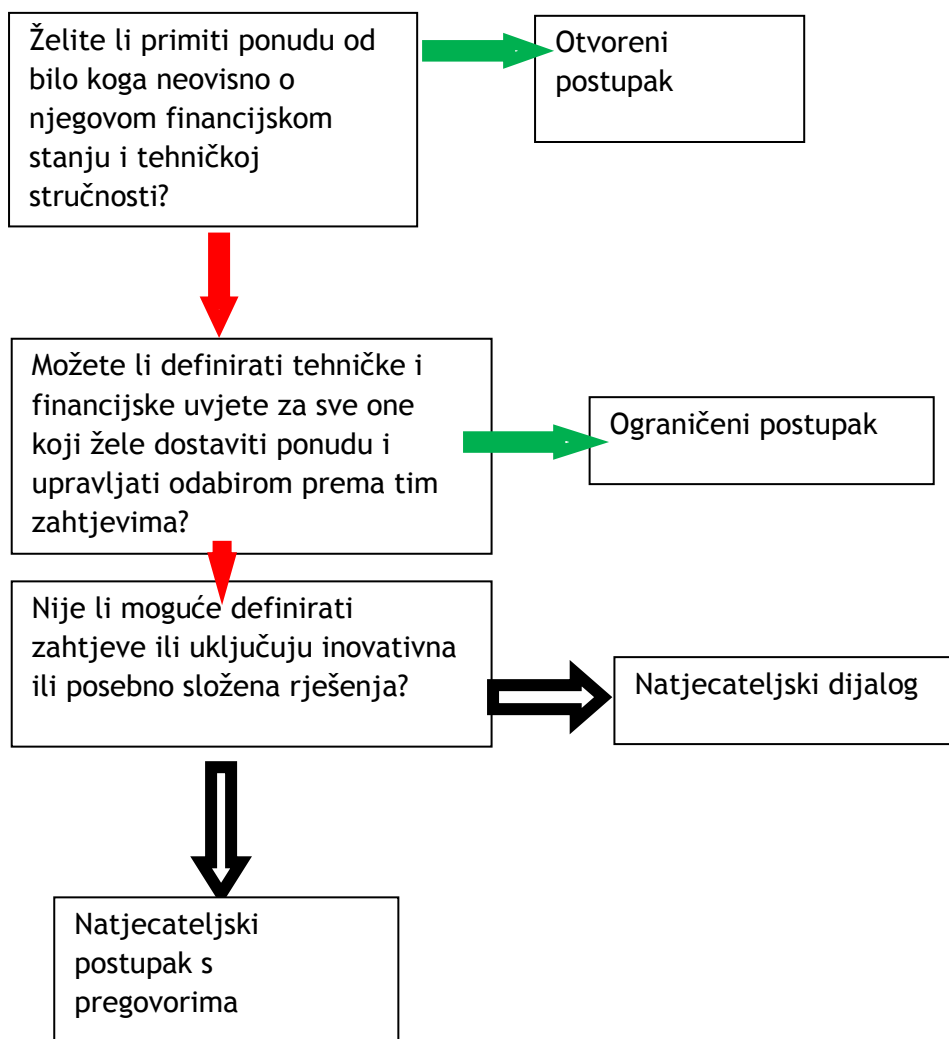 Želite li primiti ponudu od
bilo koga neovisno o
njegovom financijskom
stanju i tehničkoj
stručnosti?
Otvoreni
postupak
Možete li definirati tehničke i
financijske uvjete za sve one
koji žele dostaviti ponudu i
upravljati odabirom prema tim
zahtjevima?
Ograničeni postupak
Nije li moguće definirati
zahtjeve ili uključuju inovativna
ili posebno složena rješenja?
Natjecateljski dijalog
Natjecateljski
postupak s
pregovorima